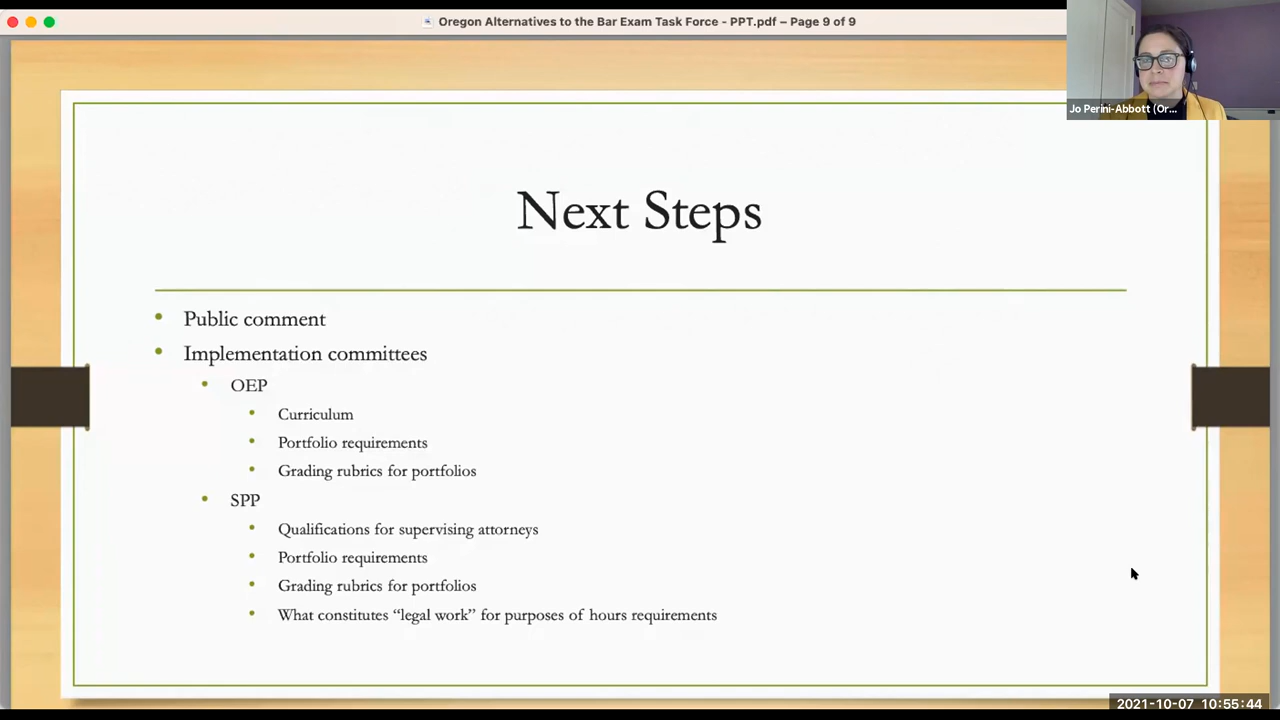 Oregon Alternatives to the Bar Exam Task Force - PPT.pdf – Page 9 of 9
Jo Perini-Abbott (Or...
Next Steps
• Public comment
• Implementation committees
• OEP
• Curriculum
• Portfolio requirements
• Grading rubrics for portfolios
• SPP
• Qualifications for supervising attorneys
• Portfolio requirements
• Grading rubrics for portfolios
• What constitutes “legal work” for purposes of hours requirements
2021-10-07 10:55:44